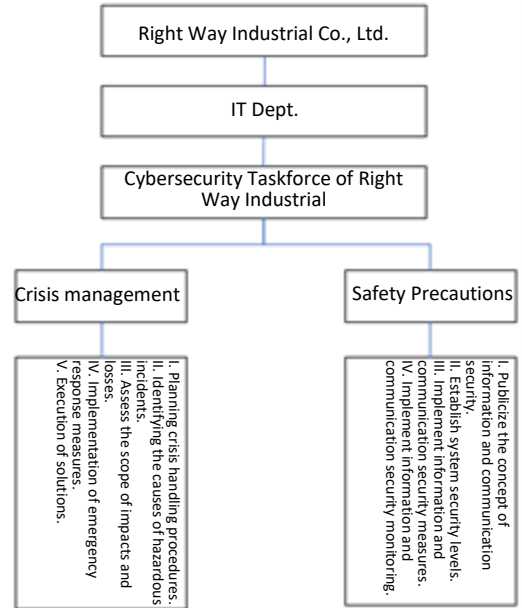 Right Way Industrial Co., Ltd.
IT Dept.
Cybersecurity Taskforce of Right
Way Industrial
Crisis management
Safety Precautions
I. Planning crisis handling procedures.
II. Identifying the causes of hazardous
incidents.
III. Assess the scope of impacts and
losses.
IV. Implementation of emergency
response measures.
V. Execution of solutions.
I. Publicize the concept of
information and communication
security.
II. Establish system security levels.
III. Implement information and
communication security measures.
IV. Implement information and
communication security monitoring.